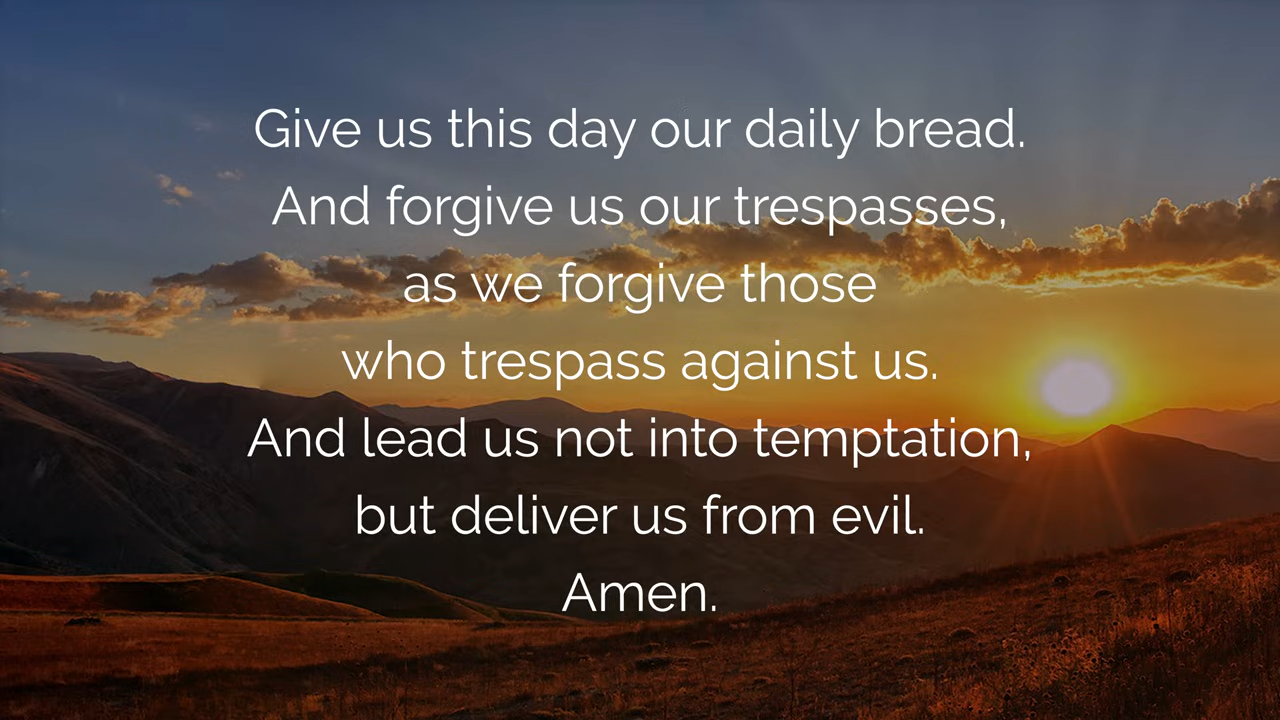 Give us this day our daily bread.
And forgive us our trespasses,
as we forgive those
who trespass against us.
And lead us not into temptation,
but deliver us from evil.
Amen.